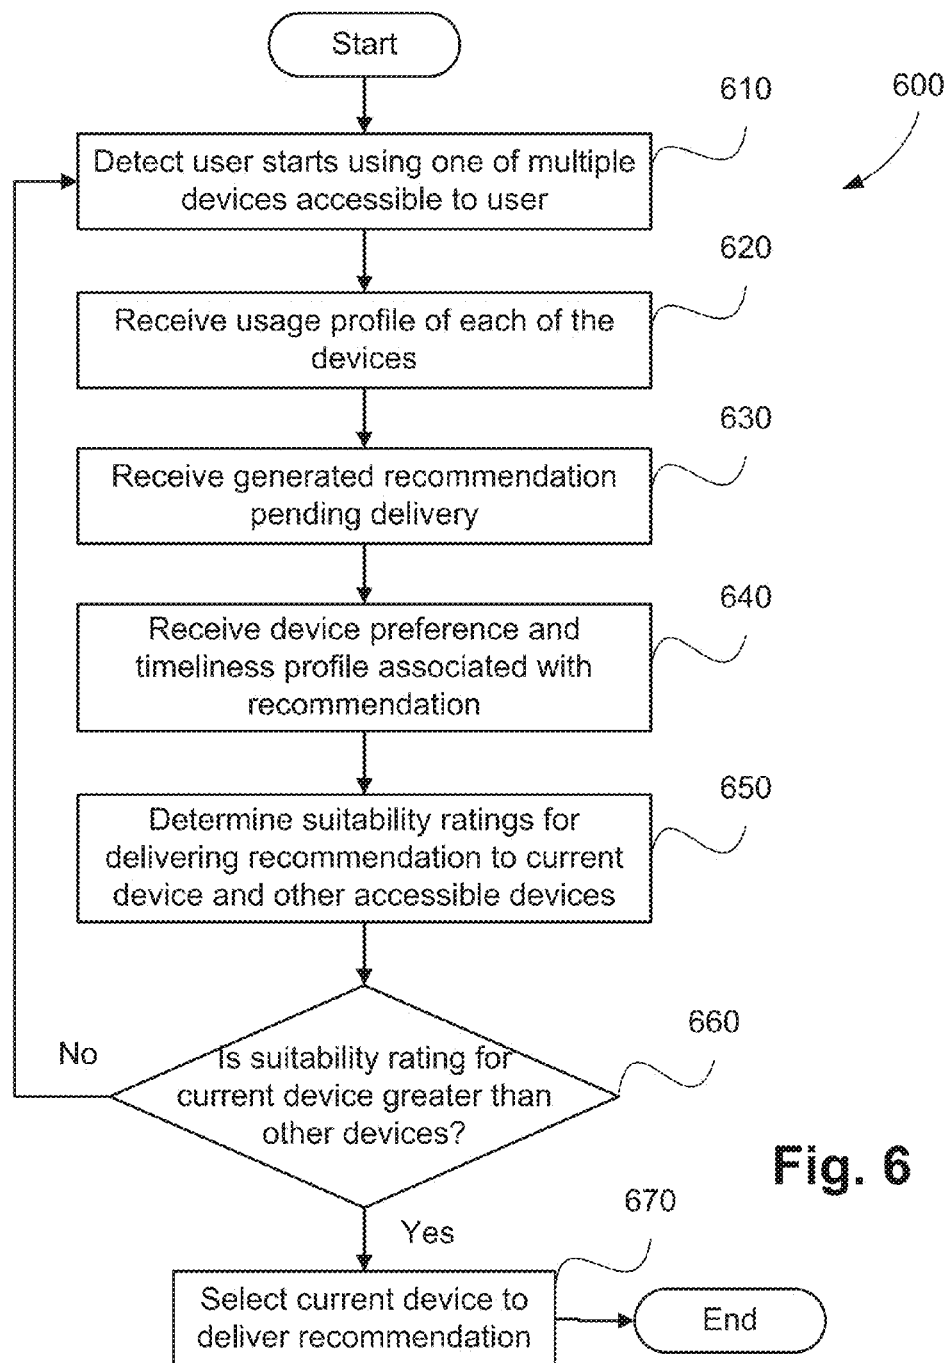 Start
610
600
Detect user starts using one of multiple
devices accessible to user
620
Receive usage profile of each of the
devices
630
Receive generated recommendation
pending delivery
640
Receive device preference and
timeliness profile associated with
recommendation
650
Determine suitability ratings for
delivering recommendation to current
device and other accessible devices
660
No
Is suitability rating for
current device greater than
other devices?
Fig. 6
670
Yes
Select current device to
deliver recommendation
End